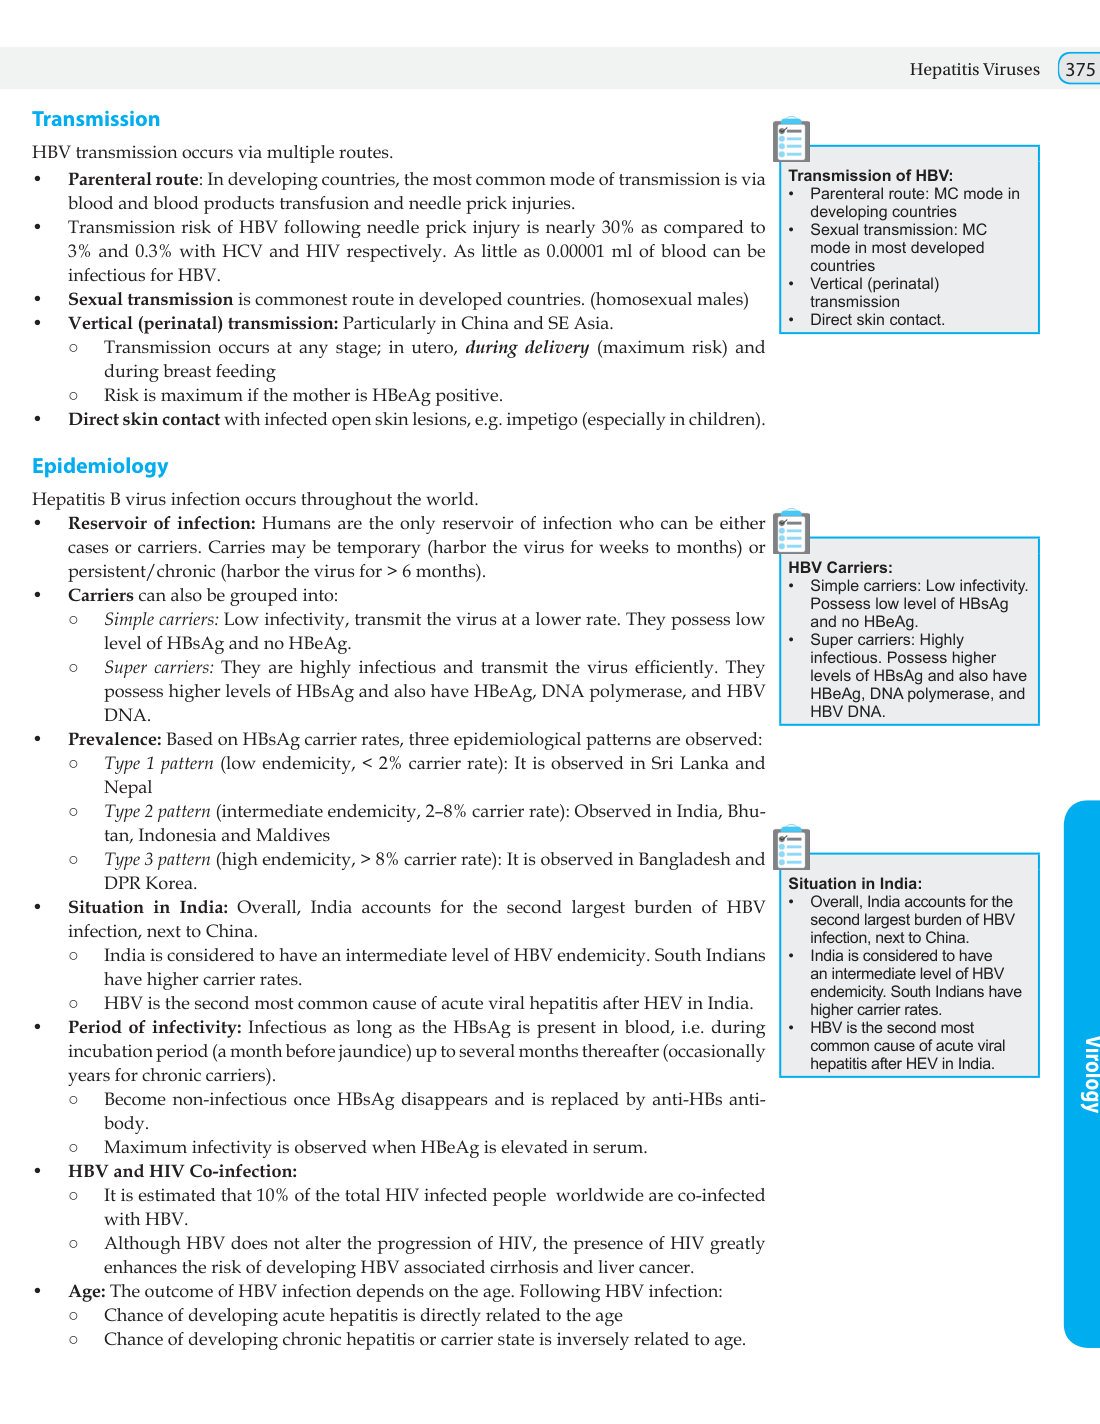 Hepatitis Viruses 375
Transmission
HBV transmission occurs via multiple routes.
• Parenteral route: In developing countries, the most common mode of transmission is via
blood and blood products transfusion and needle prick injuries.
• Transmission risk of HBV following needle prick injury is nearly 30% as compared to
3% and 0.3% with HCV and HIV respectively. As little as 0.00001 ml of blood can be
infectious for HBV.
• Sexual transmission is commonest route in developed countries. (homosexual males)
• Vertical (perinatal) transmission: Particularly in China and SE Asia.
○ Transmission occurs at any stage; in utero, during delivery (maximum risk) and
during breast feeding
○ Risk is maximum if the mother is HBeAg positive.
• Direct skin contact with infected open skin lesions, e.g. impetigo (especially in children).
Transmission of HBV:
• Parenteral route: MC mode in
developing countries
• Sexual transmission: MC
mode in most developed
countries
• Vertical (perinatal)
transmission
• Direct skin contact.
Epidemiology
Hepatitis B virus infection occurs throughout the world.
• Reservoir of infection: Humans are the only reservoir of infection who can be either
cases or carriers. Carries may be temporary (harbor the virus for weeks to months) or
persistent/chronic (harbor the virus for > 6 months).
• Carriers can also be grouped into:
○ Simple carriers: Low infectivity, transmit the virus at a lower rate. They possess low
level of HBsAg and no HBeAg.
○ Super carriers: They are highly infectious and transmit the virus efficiently. They
possess higher levels of HBsAg and also have HBeAg, DNA polymerase, and HBV
DNA.
• Prevalence: Based on HBsAg carrier rates, three epidemiological patterns are observed:
○ Type 1 pattern (low endemicity, < 2% carrier rate): It is observed in Sri Lanka and
Nepal
○ Type 2 pattern (intermediate endemicity, 2–8% carrier rate): Observed in India, Bhu-
tan, Indonesia and Maldives
○ Type 3 pattern (high endemicity, > 8% carrier rate): It is observed in Bangladesh and
DPR Korea.
• Situation in India: Overall, India accounts for the second largest burden of HBV
infection, next to China.
○ India is considered to have an intermediate level of HBV endemicity. South Indians
have higher carrier rates.
○ HBV is the second most common cause of acute viral hepatitis after HEV in India.
• Period of infectivity: Infectious as long as the HBsAg is present in blood, i.e. during
incubation period (a month before jaundice) up to several months thereafter (occasionally
years for chronic carriers).
○ Become non-infectious once HBsAg disappears and is replaced by anti-HBs anti-
body.
○ Maximum infectivity is observed when HBeAg is elevated in serum.
• HBV and HIV Co-infection:
○ It is estimated that 10% of the total HIV infected people worldwide are co-infected
with HBV.
○ Although HBV does not alter the progression of HIV, the presence of HIV greatly
enhances the risk of developing HBV associated cirrhosis and liver cancer.
• Age: The outcome of HBV infection depends on the age. Following HBV infection:
○ Chance of developing acute hepatitis is directly related to the age
○ Chance of developing chronic hepatitis or carrier state is inversely related to age.
HBV Carriers:
• Simple carriers: Low infectivity.
Possess low level of HBsAg
and no HBeAg.
• Super carriers: Highly
infectious. Possess higher
levels of HBsAg and also have
HBeAg, DNA polymerase, and
HBV DNA.
Situation in India:
• Overall, India accounts for the
second largest burden of HBV
infection, next to China.
• India is considered to have
an intermediate level of HBV
endemicity. South Indians have
higher carrier rates.
• HBV is the second most
common cause of acute viral
hepatitis after HEV in India.
Virology